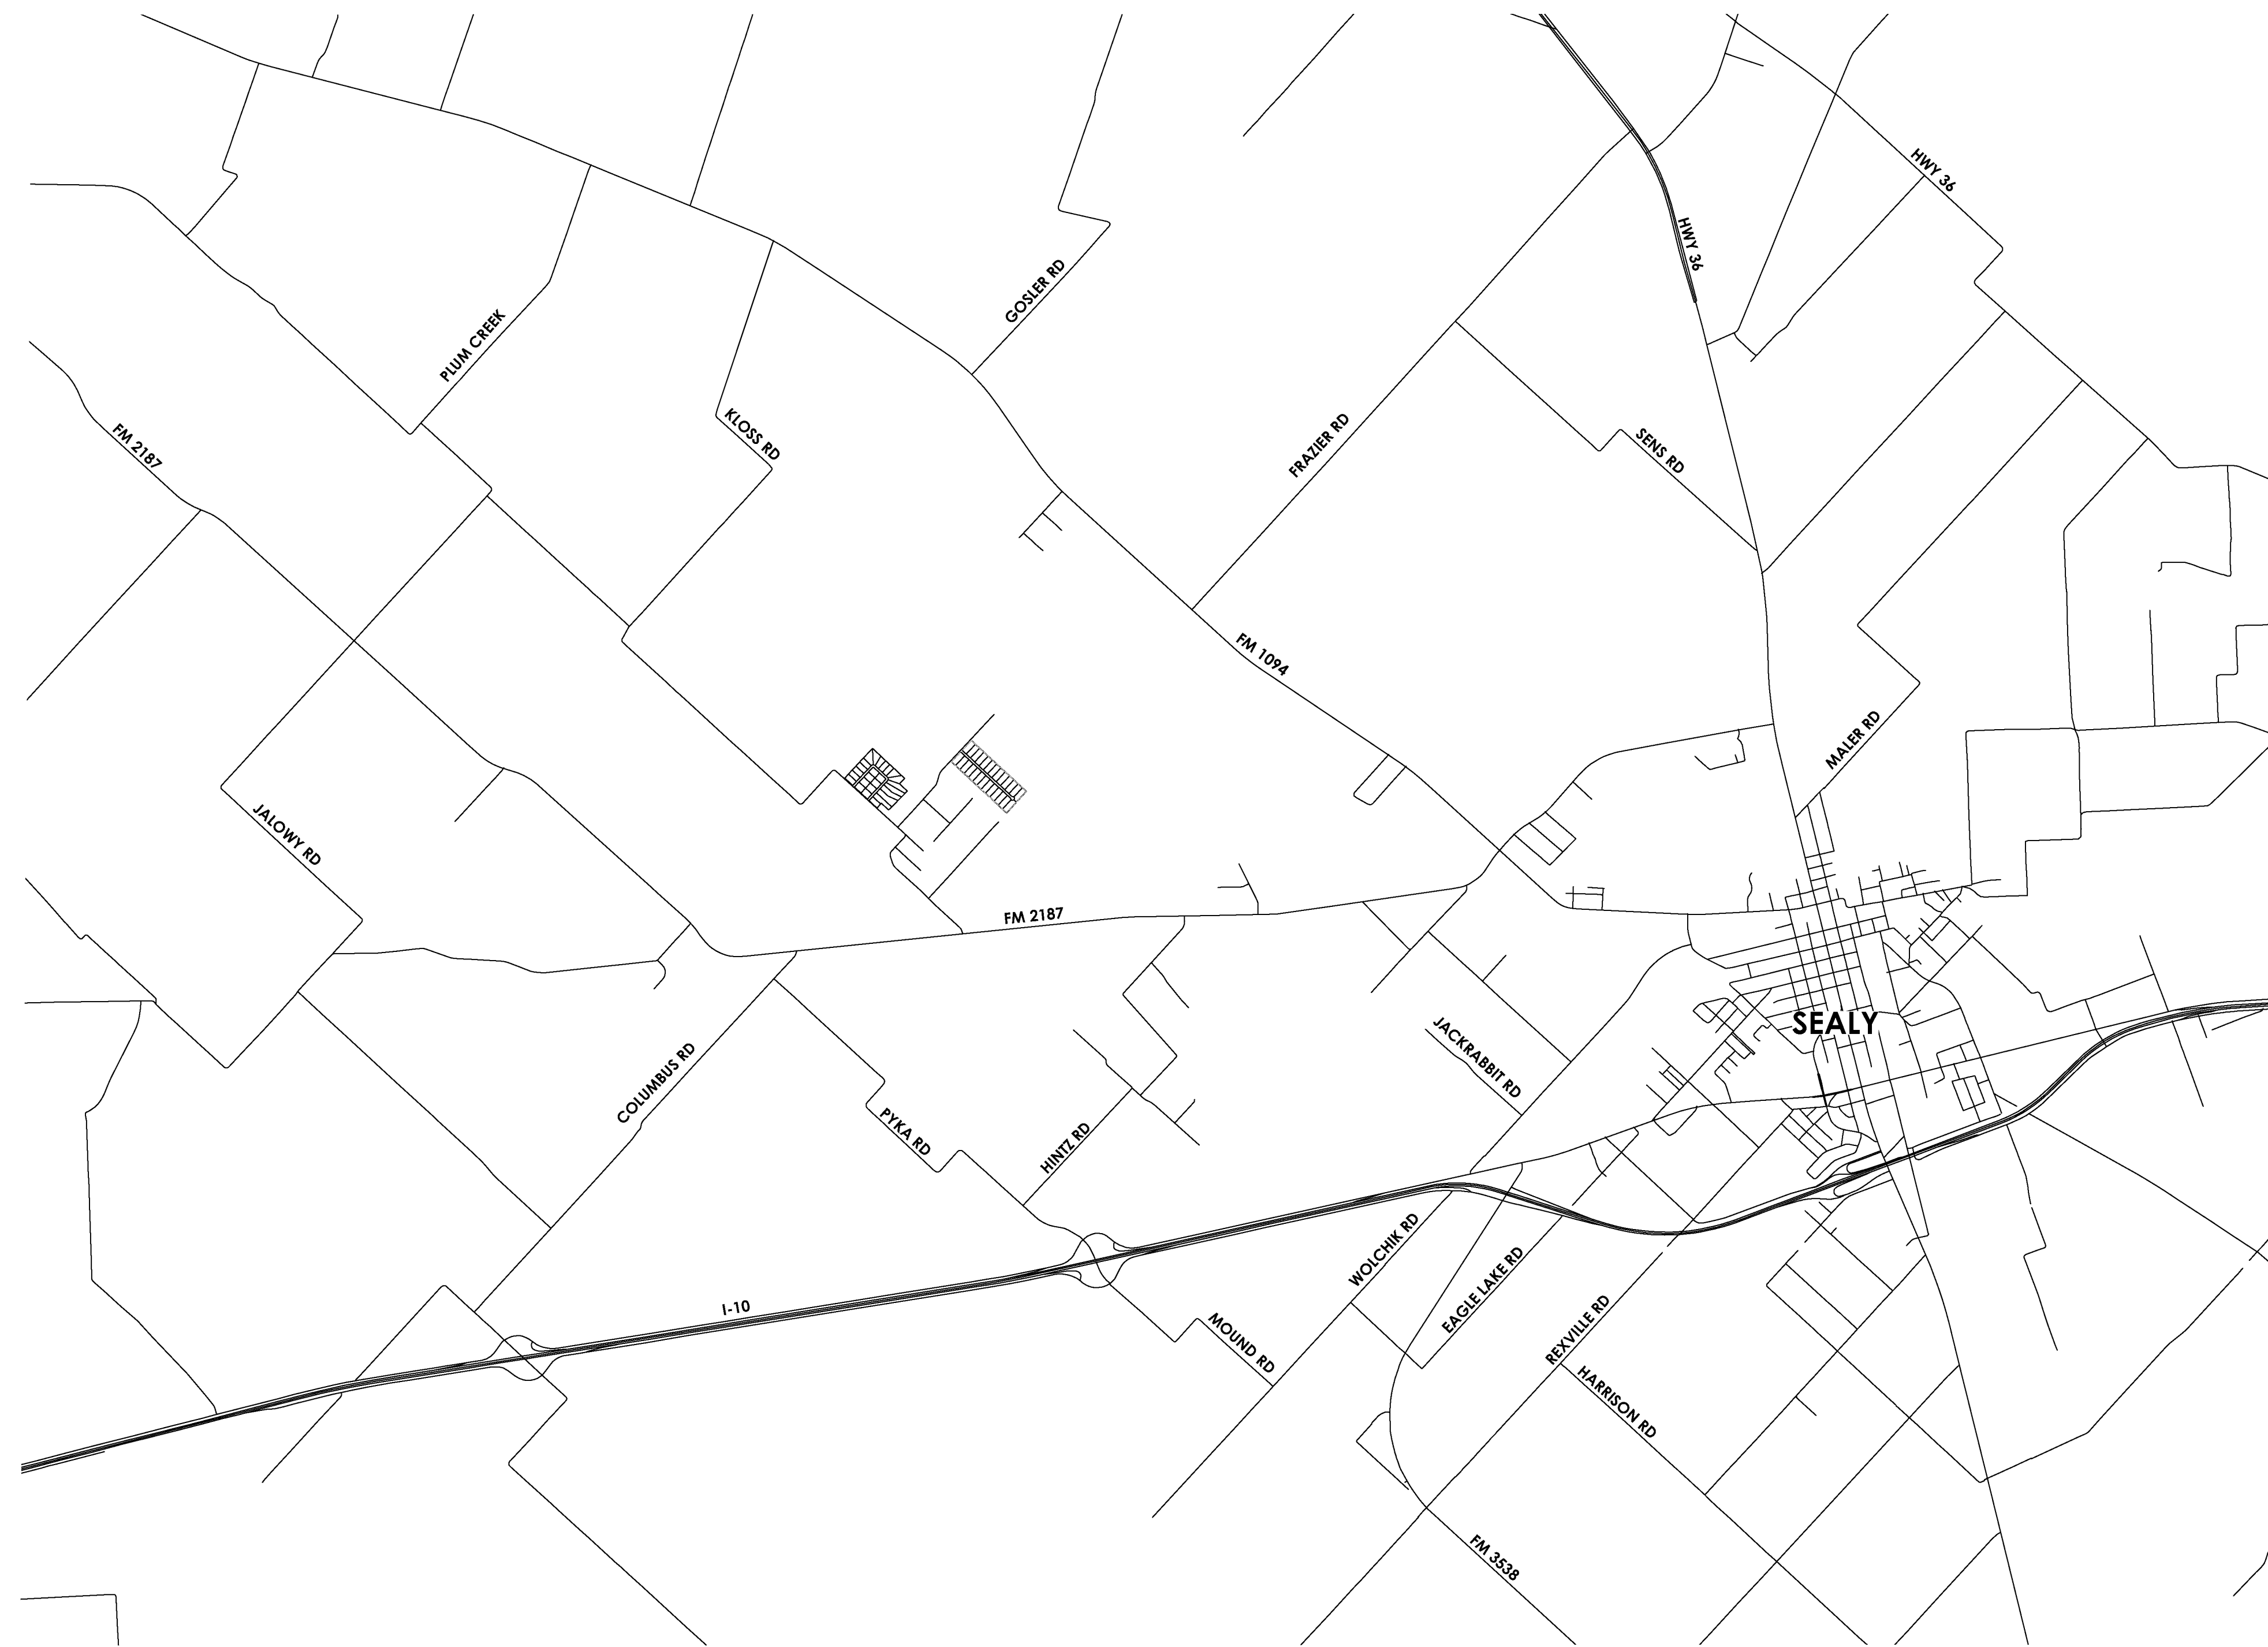 HWY 36
HWY 36
GOSLER RD
PLUM CREEK
KLOSS RD
FM 2187
FRAZIER RD
SENS RD
FM 1094
MALER RD
JALOWY RD
FM 2187
SEALY
COLUMBUS RD
JACKRABBIT RD
PYKA RD
HINTZ RD
WOLCHIK RD
EAGLE LAKE RD
I-10
MOUND RD
REXVILLE RD
HARRISON RD
FM 3538